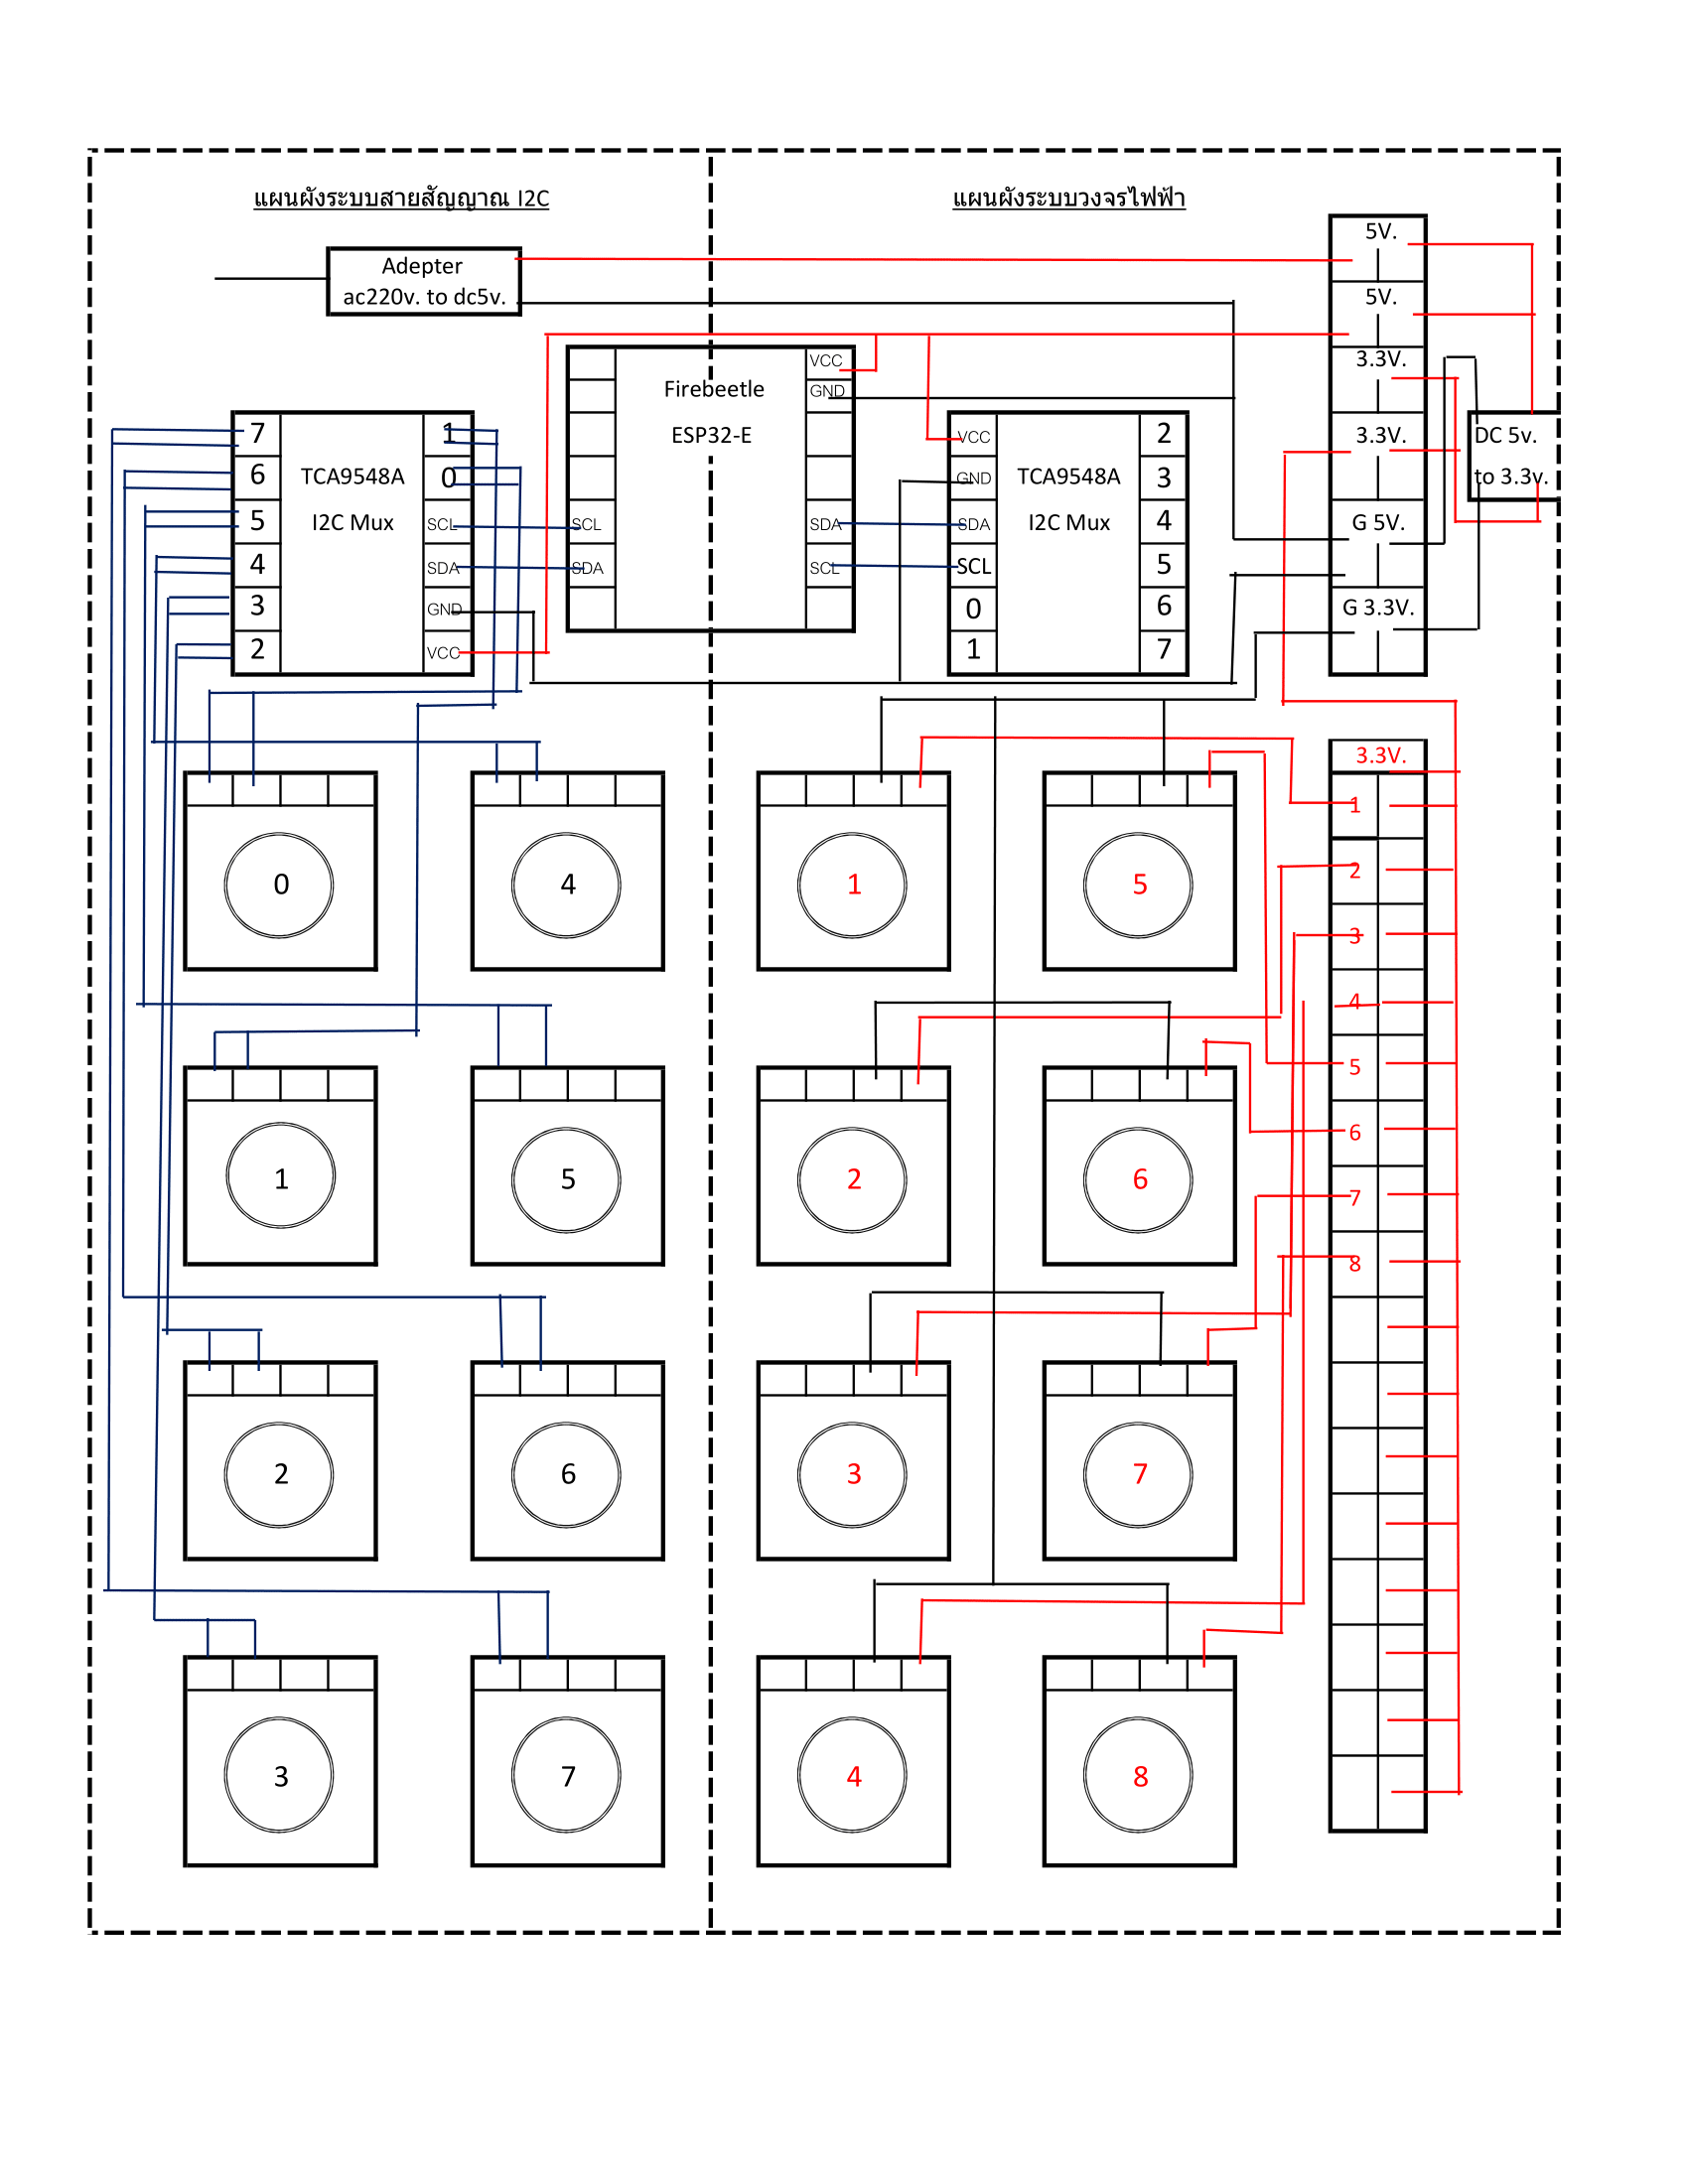 แผนผังระบบสายสัญญาณ I2C
แผนผังระบบวงจรไฟฟ้า
Adepter
ac220v. to dc5v.
5V.
5V.
3.3V.
3.3V.
G 5V.
G 3.3V.
DC 5v.
to 3.3v.
Firebeetle
ESP32-E
VCC
GND
SCL
SDA
SDA
SCL
7
6
5
4
3
2
TCA9548A
I2C Mux
1
0
SCL
SDA
GND
VCC
VCC
GND
SDA
SCL
0
1
TCA9548A
I2C Mux
2
3
4
5
6
7
0
4
1
5
2
6
3
7
1
5
2
6
3
7
4
8
3.3V.
1
2
3
4
5
6
7
8